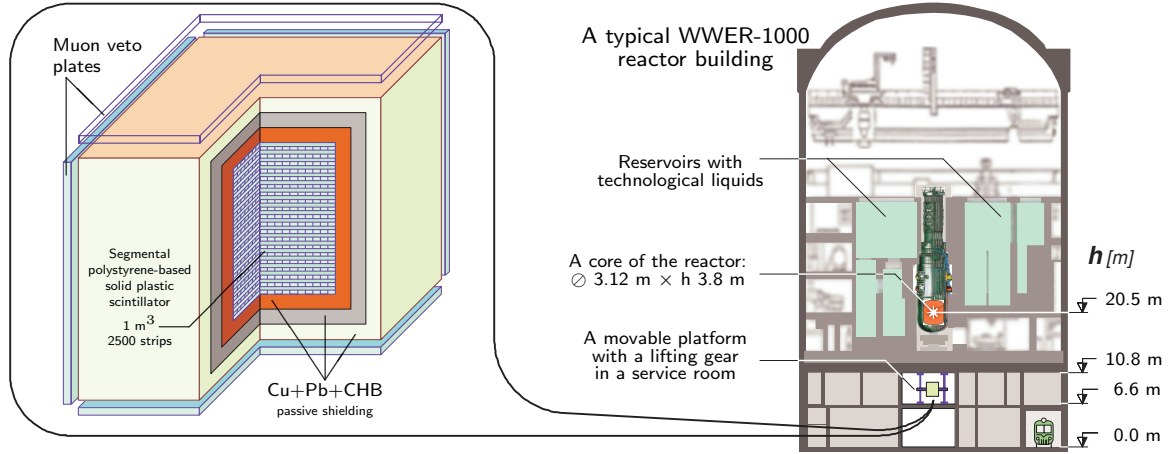 Muon veto
plates
Segmental
polystyrene-based
solid plastic
scintillator
1 m³
2500 strips
Cu+Pb+CHB
passive shielding
A typical WWER-1000
reactor building
Reservoirs with
technological liquids
A core of the reactor:
∅ 3.12 m × h 3.8 m
A movable platform
with a lifting gear
in a service room
h [m]
20.5 m
10.8 m
6.6 m
0.0 m